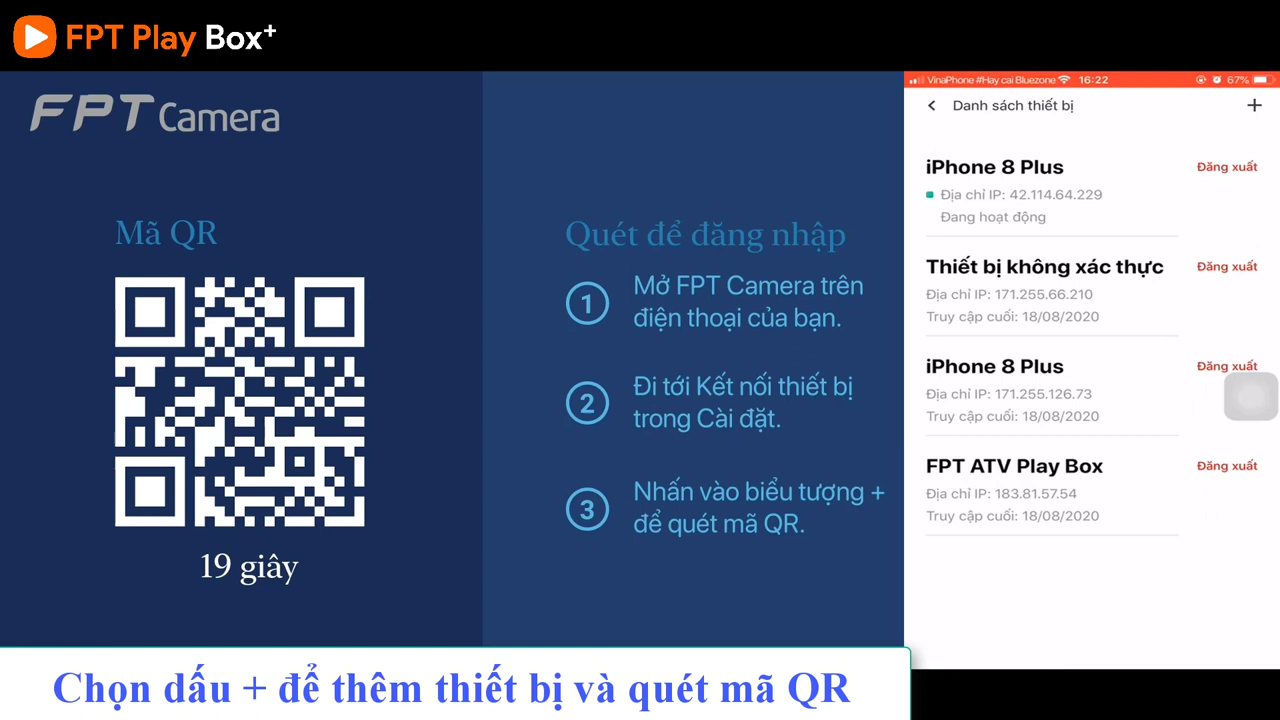 FPT Play Box+
FPT Camera
Mã QR
19 giây
Quét để đăng nhập
1
Mở FPT Camera trên
điện thoại của bạn.
2
Đi tới Kết nối thiết bị
trong Cài đặt.
3
Nhấn vào biểu tượng +
để quét mã QR.
VinaPhone #Hay cai Bluezone 16:22 67%
Danh sách thiết bị +
iPhone 8 Plus Đăng xuất
Địa chỉ IP: 42.114.64.229
Đang hoạt động
Thiết bị không xác thực Đăng xuất
Địa chỉ IP: 171.255.66.210
Truy cập cuối: 18/08/2020
iPhone 8 Plus Đăng xuất
Địa chỉ IP: 171.255.126.73
Truy cập cuối: 18/08/2020
FPT ATV Play Box Đăng xuất
Địa chỉ IP: 183.81.57.54
Truy cập cuối: 18/08/2020
Chọn dấu + để thêm thiết bị và quét mã QR